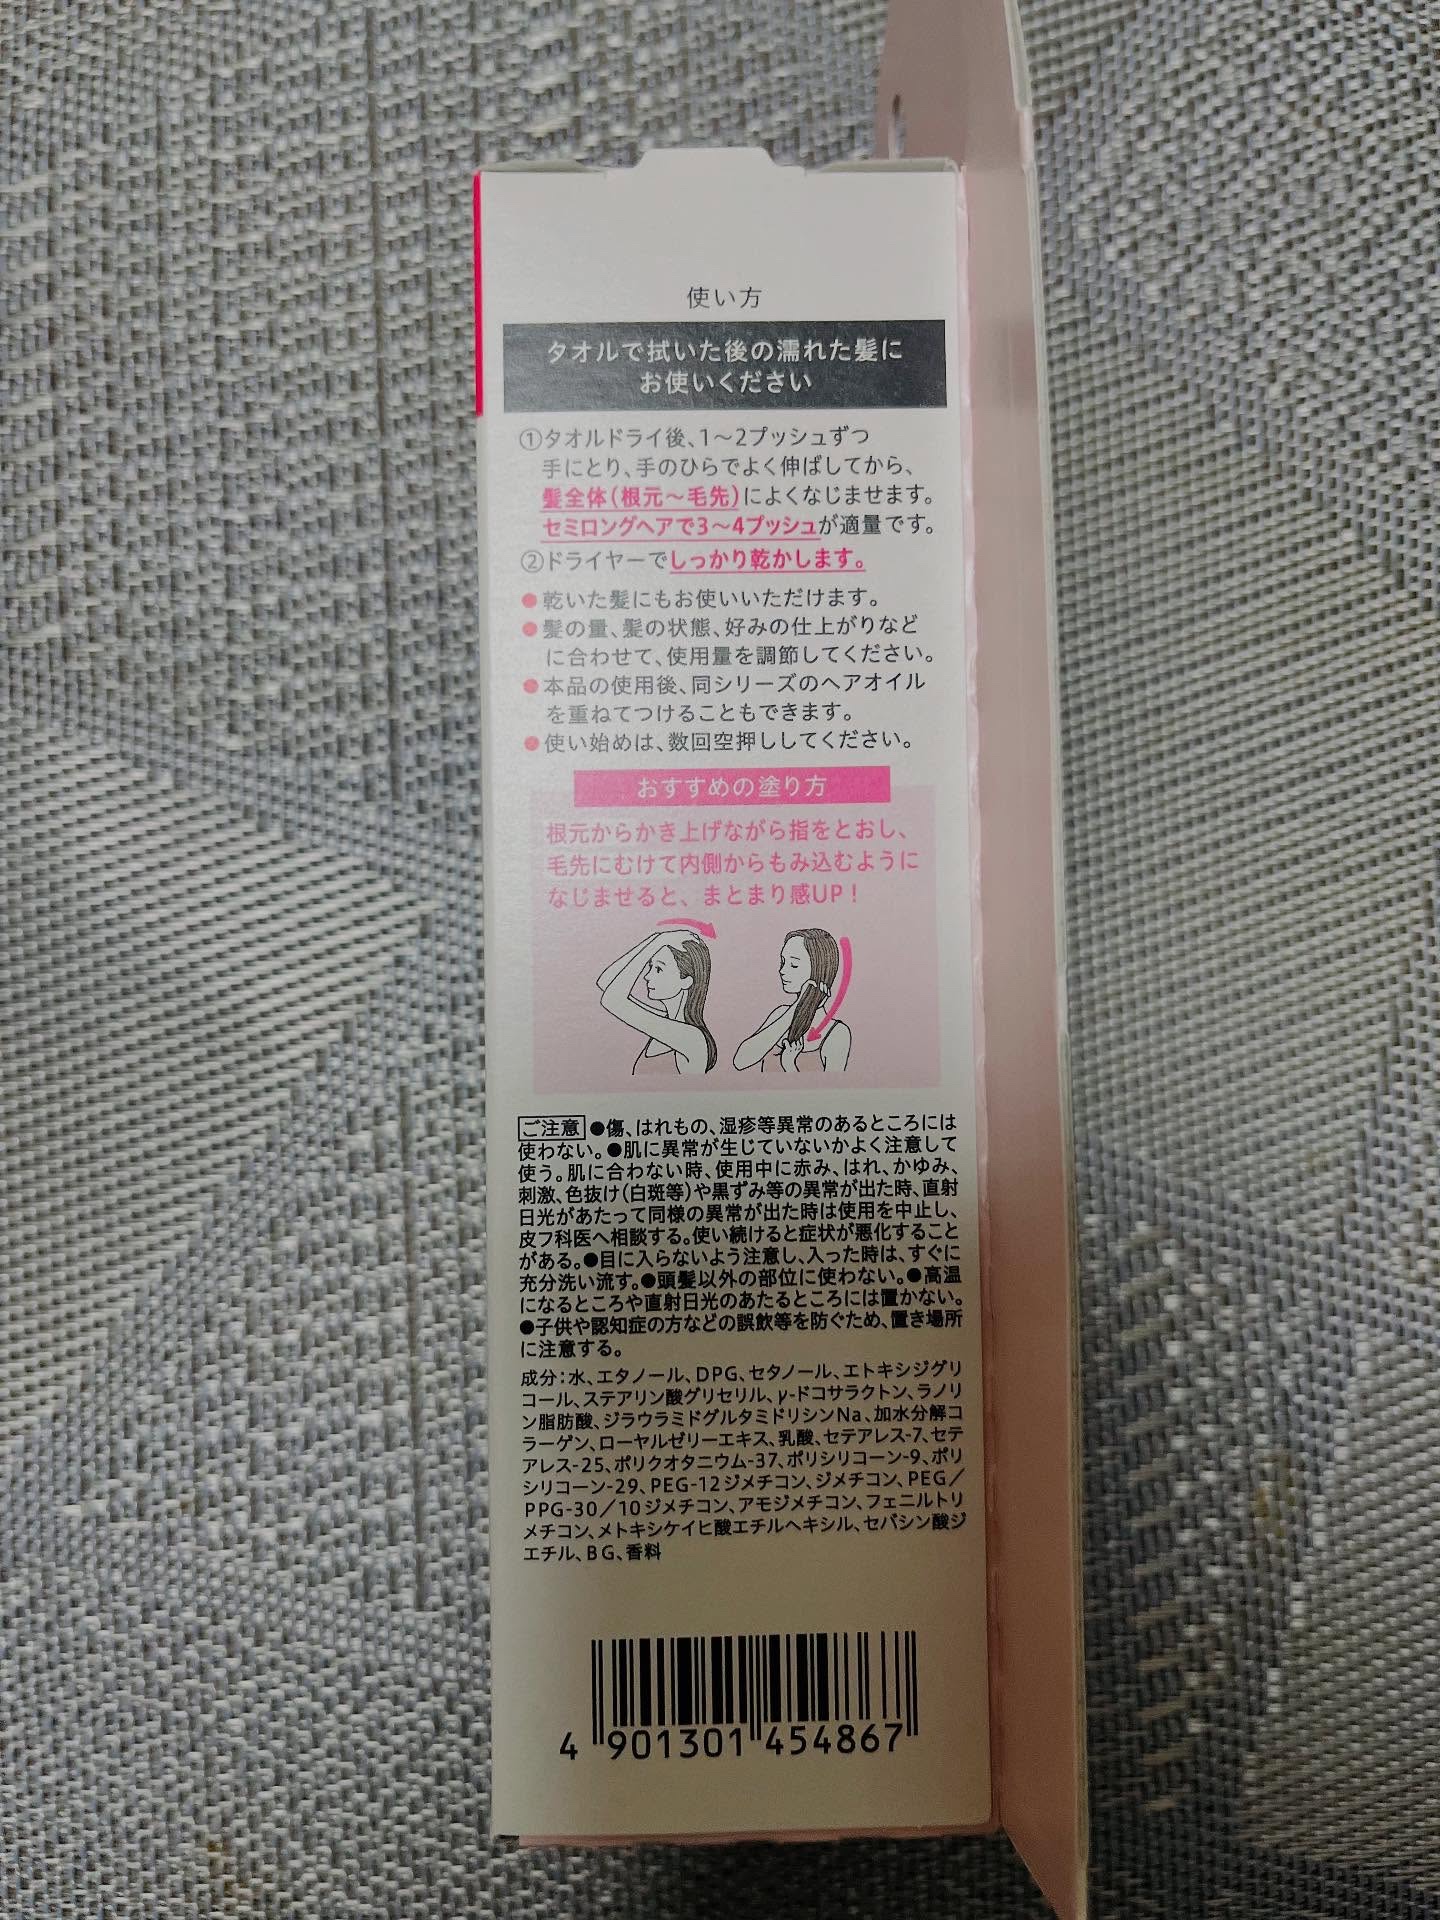 使い方
タオルで拭いた後の濡れた髪に
お使いください
①タオルドライ後、1～2プッシュずつ
手にとり、手のひらでよく伸ばしてから、
髪全体(根元～毛先)によくなじませます。
セミロングヘアで3～4プッシュが適量です。
②ドライヤーでしっかり乾かします。
●乾いた髪にもお使いいただけます。
●髪の量、髪の状態、好みの仕上がりなど
に合わせて、使用量を調節してください。
●本品の使用後、同シリーズのヘアオイル
を重ねてつけることもできます。
●使い始めは、数回空押ししてください。
おすすめの塗り方
根元からかき上げながら指をとおし、
毛先にむけて内側からもみ込むように
なじませると、まとまり感UP！
ご注意 ●傷、はれもの、湿疹等異常のあるところには
使わない。●肌に異常が生じていないかよく注意して
使う。肌に合わない時、使用中に赤み、はれ、かゆみ、
刺激、色抜け(白斑等)や黒ずみ等の異常が出た時、直射
日光があたって同様の異常が出た時は使用を中止し、
皮フ科医へ相談する。使い続けると症状が悪化すること
がある。●目に入らないよう注意し、入った時は、すぐに
充分洗い流す。●頭髪以外の部位に使わない。●高温
になるところや直射日光のあたるところには置かない。
●子供や認知症の方などの誤飲等を防ぐため、置き場所
に注意する。
成分：水、エタノール、DPG、セタノール、エトキシジグリ
コール、ステアリン酸グリセリル、γ-ドコサラクトン、ラノリ
ン脂肪酸、ジラウラミドグルタミドリシンNa、加水分解コ
ラーゲン、ローヤルゼリーエキス、乳酸、セテアレス-7、セテ
アレス-25、ポリクオタニウム-37、ポリシリコーン-9、ポリ
シリコーン-29、PEG-12ジメチコン、ジメチコン、PEG／
PPG-30／10ジメチコン、アモジメチコン、フェニルトリ
メチコン、メトキシケイヒ酸エチルヘキシル、セバシン酸ジ
エチル、BG、香料
4 901301 454867